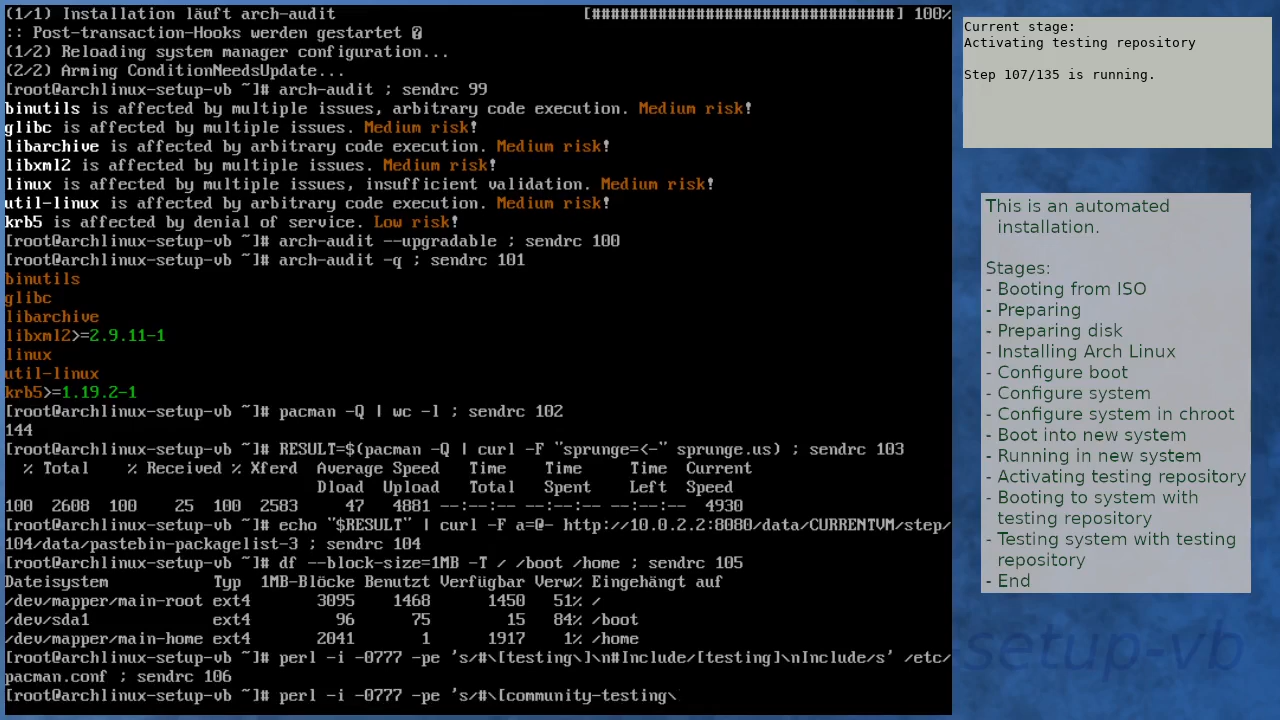 (1/1) Installation läuft arch-audit [################################] 100%
:: Post-transaction-Hooks werden gestartet �
(1/2) Reloading system manager configuration...
(2/2) Arming ConditionNeedsUpdate...
[root@archlinux-setup-vb ~]# arch-audit ; sendrc 99
binutils is affected by multiple issues, arbitrary code execution. Medium risk!
glibc is affected by multiple issues. Medium risk!
libarchive is affected by arbitrary code execution. Medium risk!
libxml2 is affected by multiple issues. Medium risk!
linux is affected by multiple issues, insufficient validation. Medium risk!
util-linux is affected by arbitrary code execution. Medium risk!
krb5 is affected by denial of service. Low risk!
[root@archlinux-setup-vb ~]# arch-audit --upgradable ; sendrc 100
[root@archlinux-setup-vb ~]# arch-audit -q ; sendrc 101
binutils
glibc
libarchive
libxml2>=2.9.11-1
linux
util-linux
krb5>=1.19.2-1
[root@archlinux-setup-vb ~]# pacman -Q | wc -l ; sendrc 102
144
[root@archlinux-setup-vb ~]# RESULT=$(pacman -Q | curl -F "sprunge=<-" sprunge.us) ; sendrc 103
% Total % Received % Xferd Average Speed Time Time Time Current
Dload Upload Total Spent Left Speed
100 2608 100 25 100 2583 47 4881 --:--:-- --:--:-- --:--:-- 4930
[root@archlinux-setup-vb ~]# echo "$RESULT" | curl -F a=@- http://10.0.2.2:8080/data/CURRENTVM/step/
104/data/pastebin-packagelist-3 ; sendrc 104
[root@archlinux-setup-vb ~]# df --block-size=1MB -T / /boot /home ; sendrc 105
Dateisystem Typ 1MB-Blöcke Benutzt Verfügbar Verw% Eingehängt auf
/dev/mapper/main-root ext4 3095 1468 1450 51% /
/dev/sda1 ext4 96 75 15 84% /boot
/dev/mapper/main-home ext4 2041 1 1917 1% /home
[root@archlinux-setup-vb ~]# perl -i -0777 -pe 's/#\[testing\]\n#Include/[testing]\nInclude/s' /etc/
pacman.conf ; sendrc 106
[root@archlinux-setup-vb ~]# perl -i -0777 -pe 's/#\[community-testing\
Current stage:
Activating testing repository
Step 107/135 is running.
This is an automated
installation.
Stages:
- Booting from ISO
- Preparing
- Preparing disk
- Installing Arch Linux
- Configure boot
- Configure system
- Configure system in chroot
- Boot into new system
- Running in new system
- Activating testing repository
- Booting to system with
testing repository
- Testing system with testing
repository
- End
setup-vb